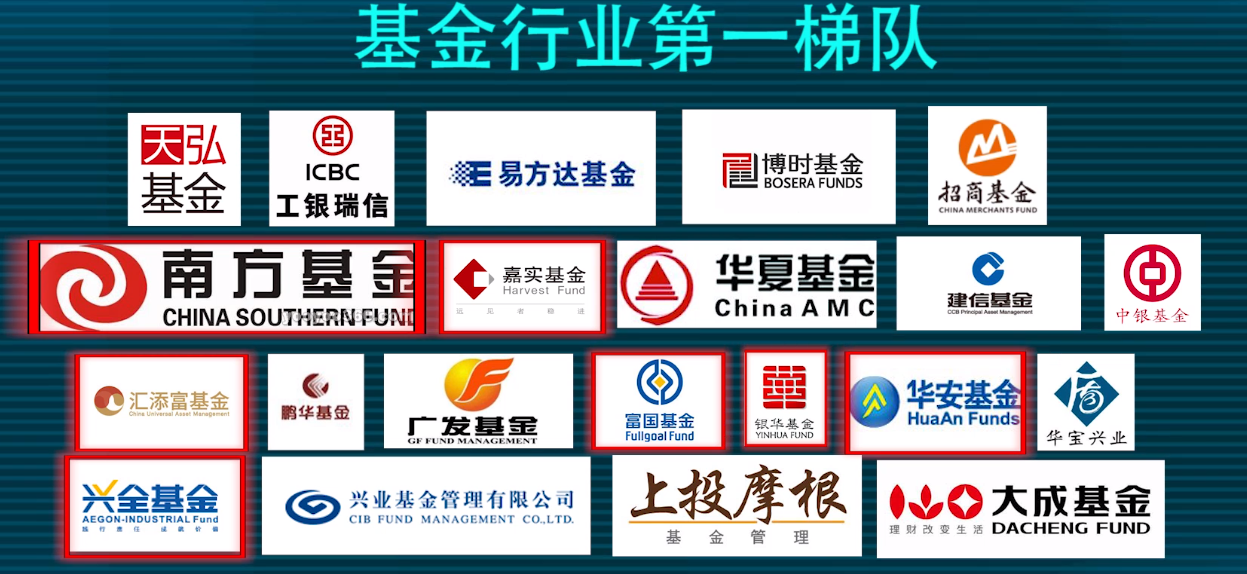 基金行业第一梯队
天弘
基金
ICBC
工银瑞信
易方达基金
博时基金
BOSERA FUNDS
招商基金
CHINA MERCHANTS FUND
南方基金
CHINA SOUTHERN FUND
嘉实基金
Harvest Fund
远见者稳进
华夏基金
China AMC
建信基金
CCB Principal Asset Management
中银基金
汇添富基金
China Universal Asset Management
鹏华基金
广发基金
GF FUND MANAGEMENT
富国基金
Fullgoal Fund
银华基金
YINHUA FUND
华安基金
HuaAn Funds
华宝兴业
兴全基金
AEGON-INDUSTRIAL Fund
兴业基金管理有限公司
CIB FUND MANAGEMENT CO.,LTD.
上投摩根
基金管理
大成基金
理财改变生活
DACHENG FUND